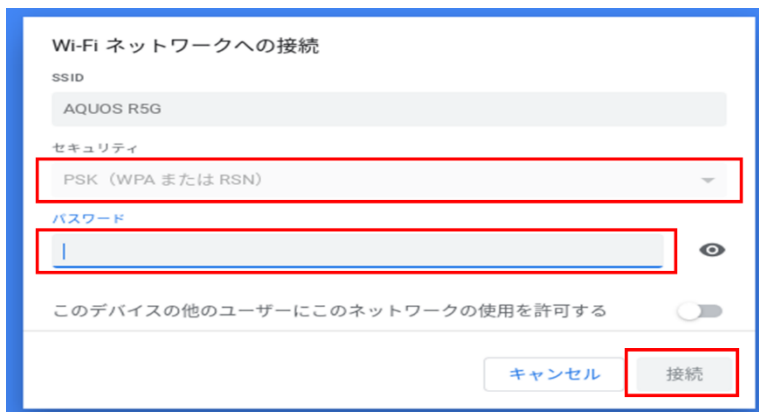 Wi-Fi ネットワークへの接続
SSID
AQUOS R5G
セキュリティ
PSK（WPA または RSN）
パスワード
このデバイスの他のユーザーにこのネットワークの使用を許可する
キャンセル
接続